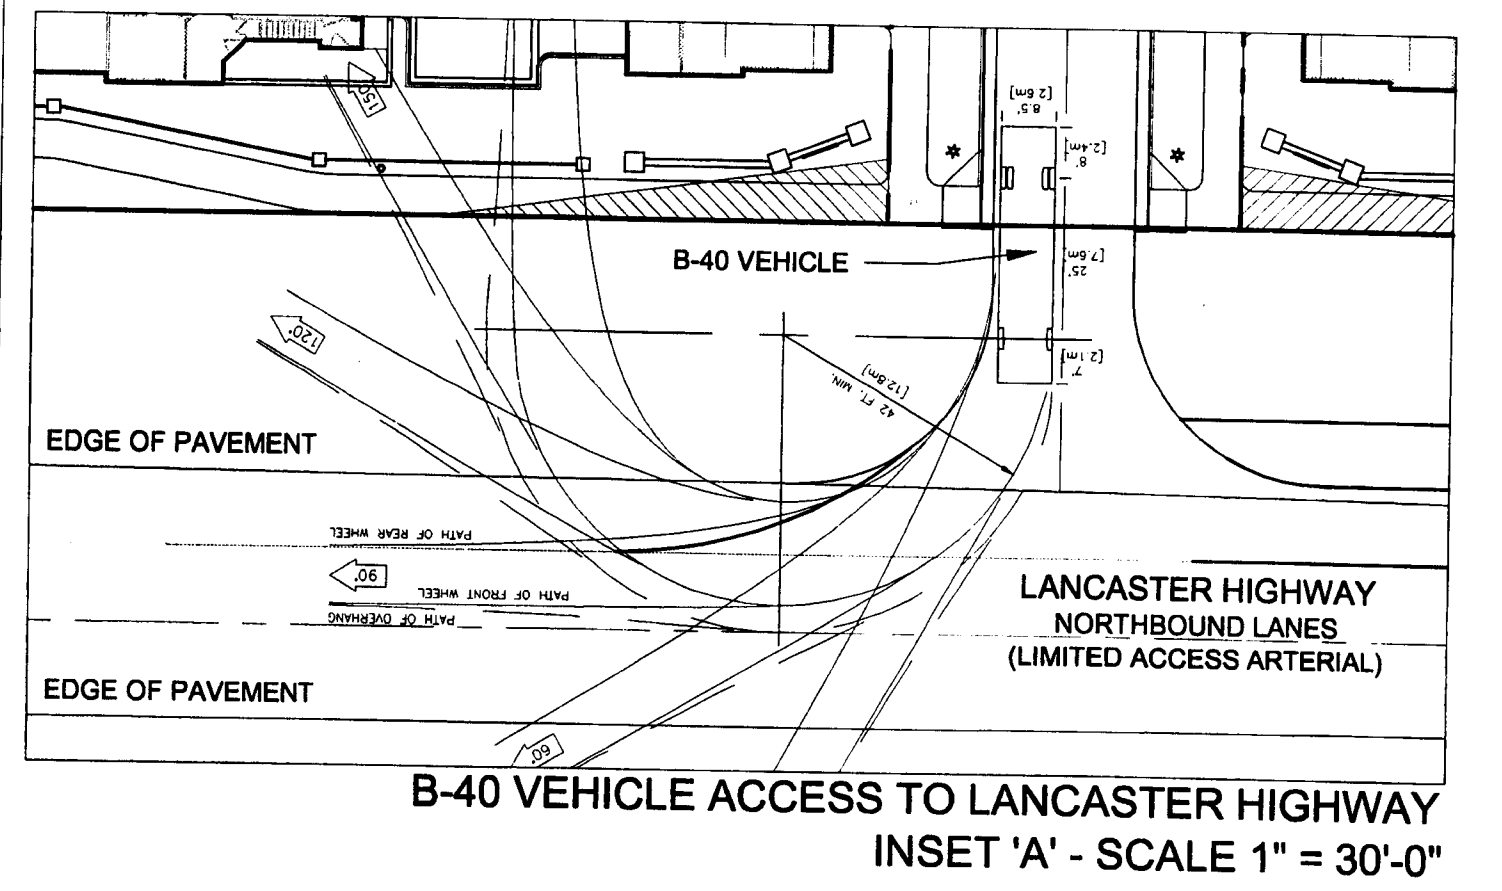 150°
8.5'
[2.6m]
8'
[2.4m]
B-40 VEHICLE
25'
[7.6m]
120°
7'
[2.1m]
42 FT. MIN.
[12.8m]
EDGE OF PAVEMENT
PATH OF REAR WHEEL
90°
PATH OF FRONT WHEEL
PATH OF OVERHANG
LANCASTER HIGHWAY
NORTHBOUND LANES
(LIMITED ACCESS ARTERIAL)
EDGE OF PAVEMENT
60°
B-40 VEHICLE ACCESS TO LANCASTER HIGHWAY
INSET 'A' - SCALE 1" = 30'-0"